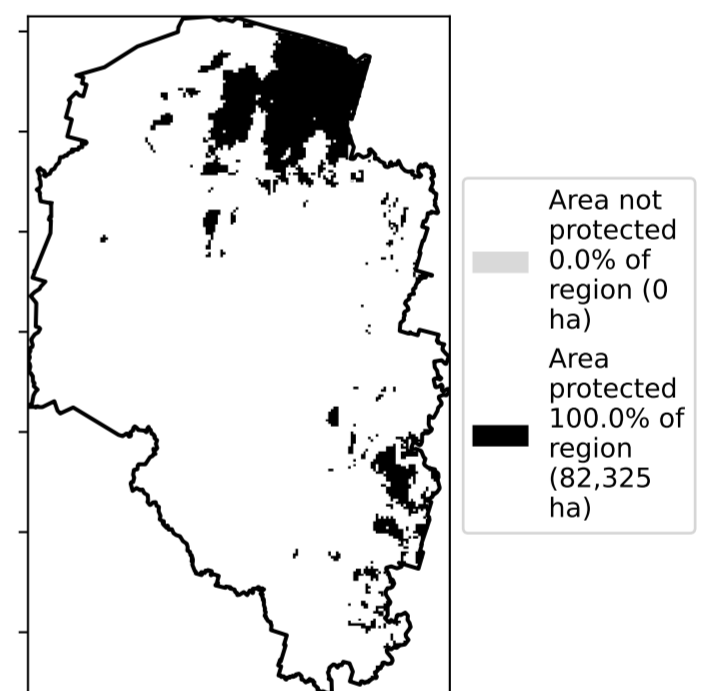 Area not
protected
0.0% of
region (0
ha)
Area
protected
100.0% of
region
(82,325
ha)